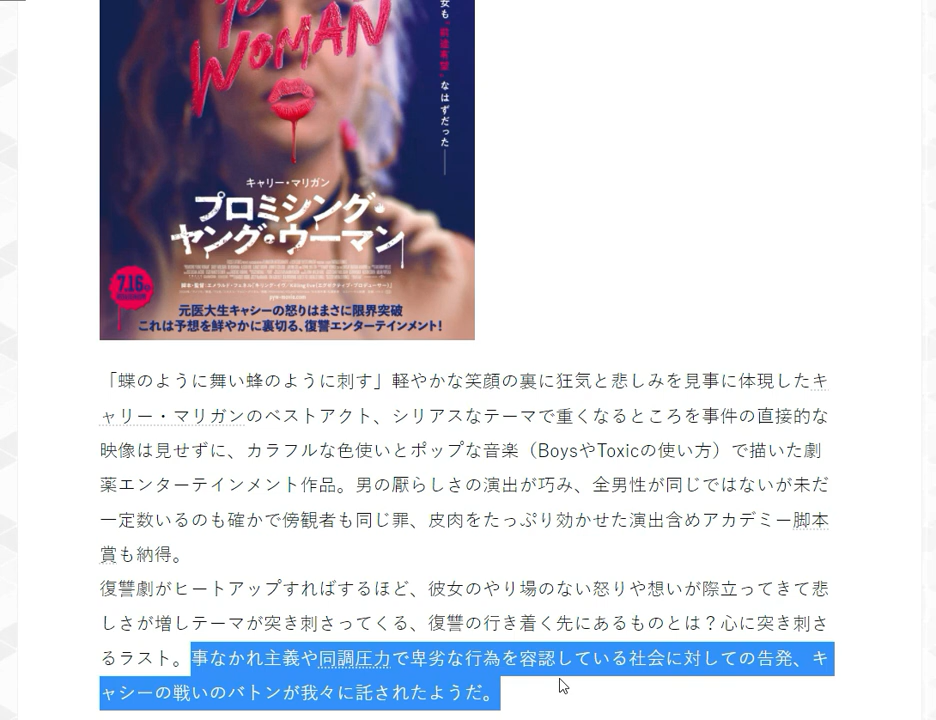 WOMAN
女も、"前途有望"なはずだった——
キャリー・マリガン
プロミシング・
ヤング・ウーマン
7.16
元医大生キャシーの怒りはまさに限界突破
これは予想を鮮やかに裏切る、復讐エンターテインメント！
「蝶のように舞い蜂のように刺す」軽やかな笑顔の裏に狂気と悲しみを見事に体現したキ
ャリー・マリガンのベストアクト、シリアスなテーマで重くなるところを事件の直接的な
映像は見せずに、カラフルな色使いとポップな音楽（BoysやToxicの使い方）で描いた劇
薬エンターテインメント作品。男の厭らしさの演出が巧み、全男性が同じではないが未だ
一定数いるのも確かで傍観者も同じ罪、皮肉をたっぷり効かせた演出含めアカデミー脚本
賞も納得。
復讐劇がヒートアップすればするほど、彼女のやり場のない怒りや想いが際立ってきて悲
しさが増しテーマが突き刺さってくる、復讐の行き着く先にあるものとは？心に突き刺さ
るラスト。事なかれ主義や同調圧力で卑劣な行為を容認している社会に対しての告発、キ
ャシーの戦いのバトンが我々に託されたようだ。